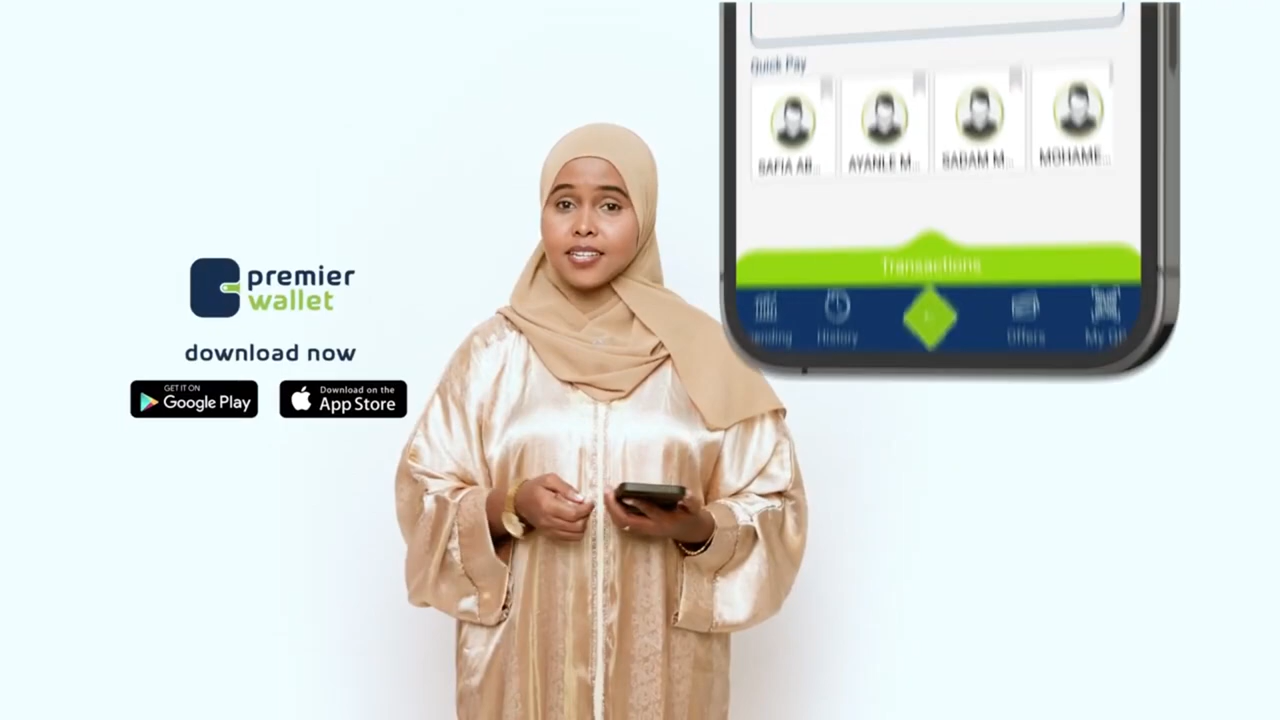 premier
wallet
download now
GET IT ON
Google Play
Download on the
App Store
Quick Pay
SAFIA AB...
AYANLE M...
SADAM M...
MOHAME...
Transactions
History
Offers